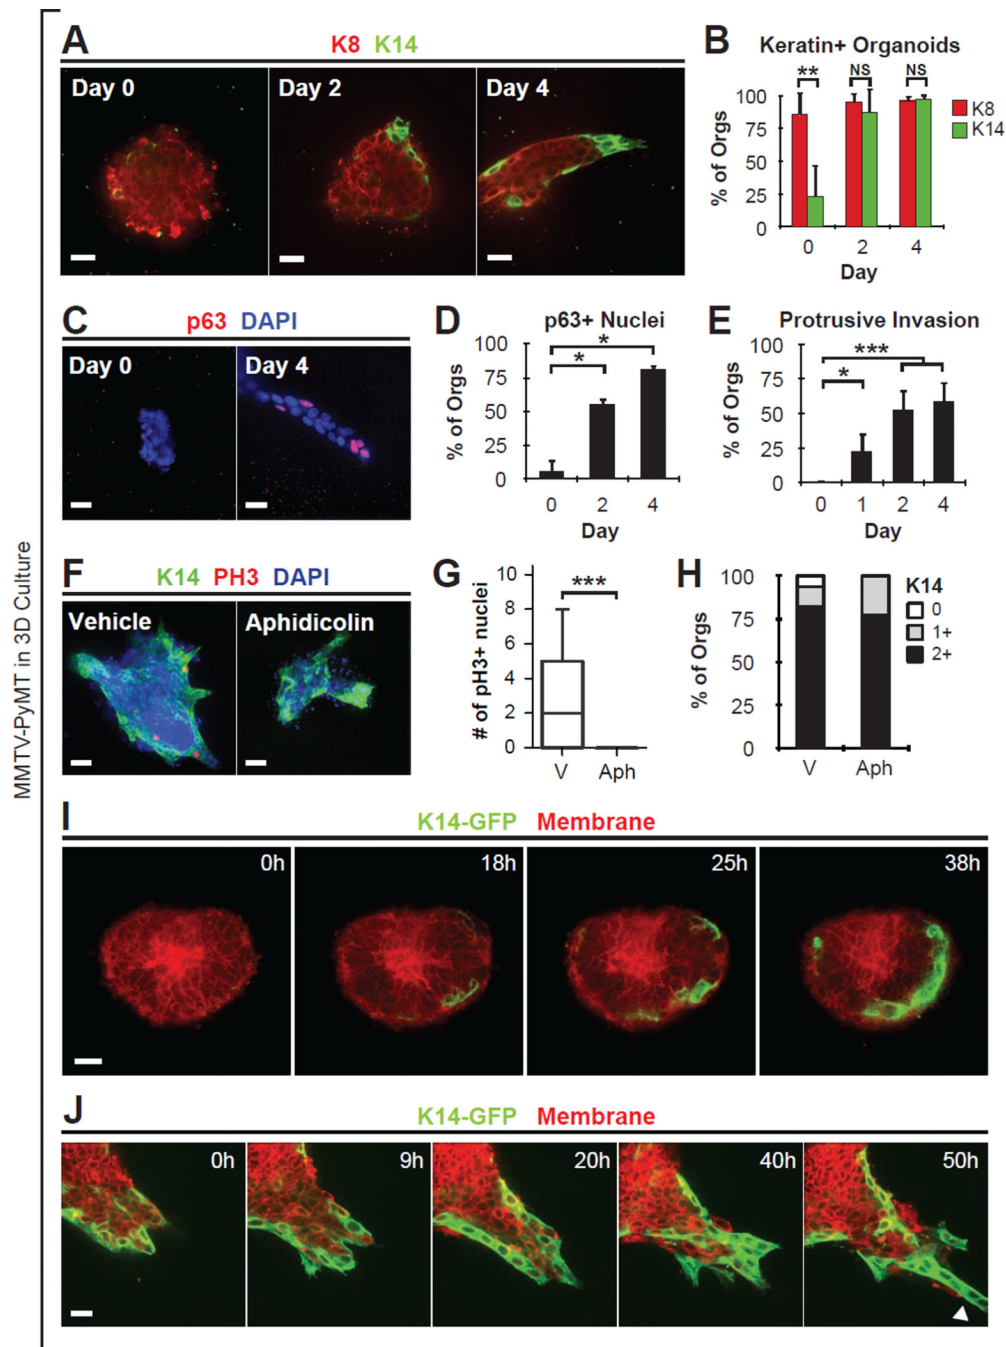 MMTV-PyMT in 3D Culture
A
K8 K14
Day 0
Day 2
Day 4
B
Keratin+ Organoids
**
NS
NS
% of Orgs
100
75
50
25
0
K8
K14
0 2 4
Day
C
p63 DAPI
Day 0
Day 4
D
p63+ Nuclei
*
*
% of Orgs
100
75
50
25
0
0 2 4
Day
E
Protrusive Invasion
***
*
% of Orgs
100
75
50
25
0
0 1 2 4
Day
F
K14 PH3 DAPI
Vehicle
Aphidicolin
G
***
# of pH3+ nuclei
10
8
6
4
2
0
V Aph
H
% of Orgs
100
75
50
25
0
K14
0
1+
2+
V Aph
I
K14-GFP Membrane
0h
18h
25h
38h
J
K14-GFP Membrane
0h
9h
20h
40h
50h